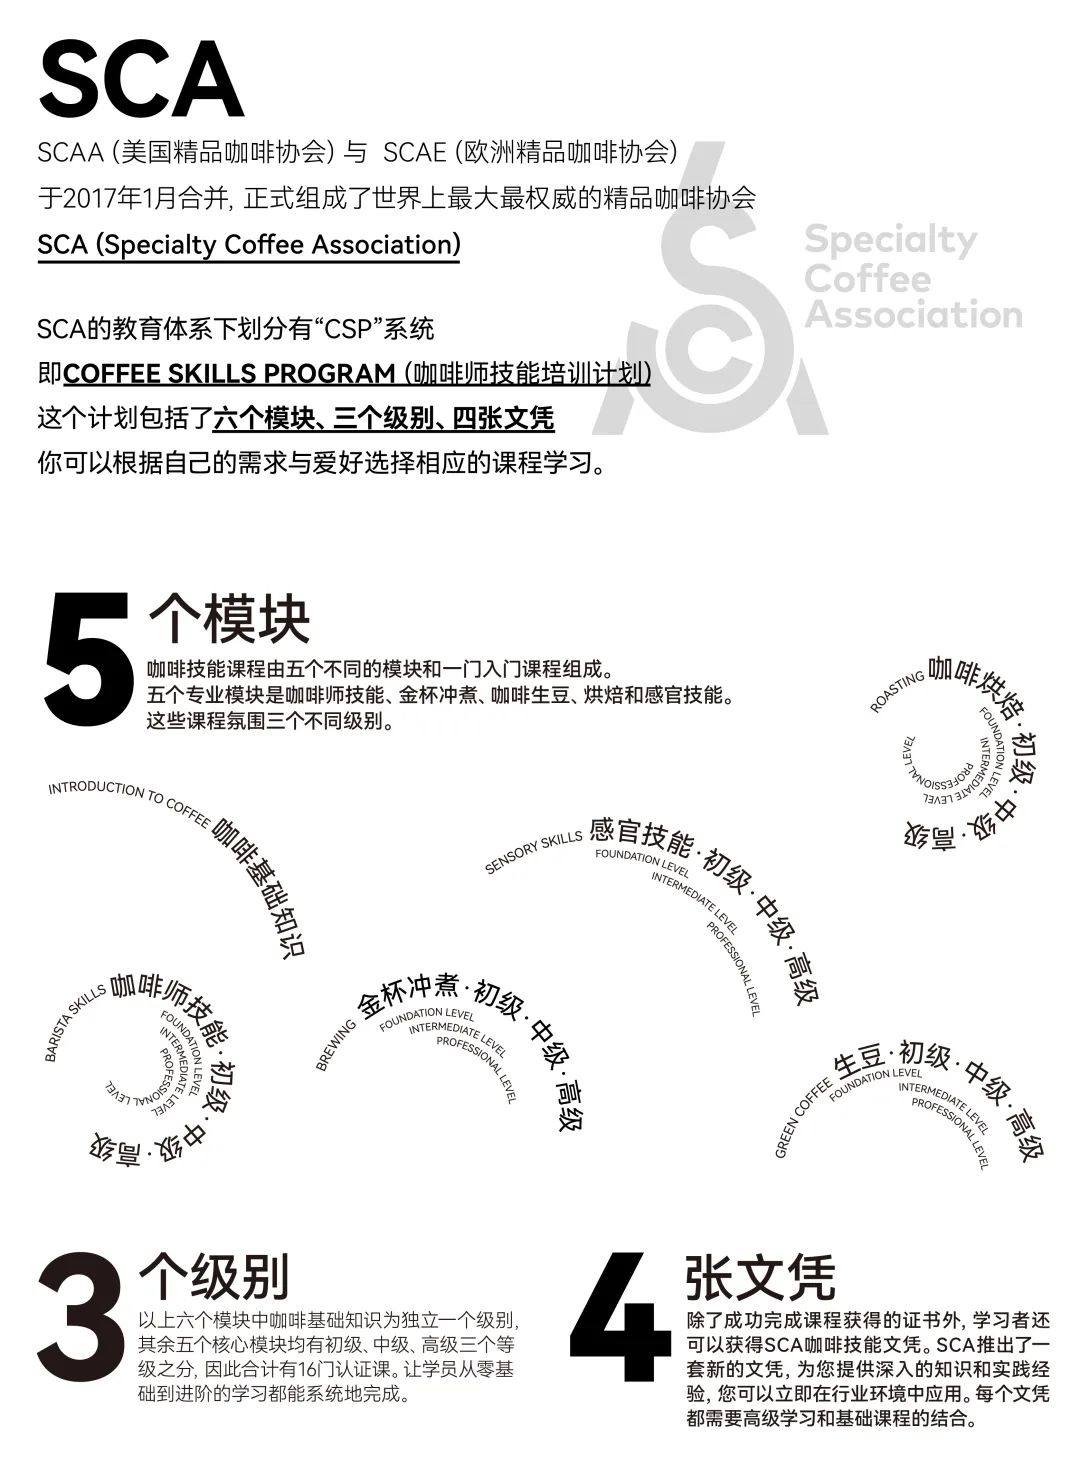 SCA
SCAA (美国精品咖啡协会) 与 SCAE (欧洲精品咖啡协会)
于2017年1月合并, 正式组成了世界上最大最权威的精品咖啡协会
SCA (Specialty Coffee Association)
Specialty
Coffee
Association
SCA的教育体系下划分有“CSP”系统
即COFFEE SKILLS PROGRAM (咖啡师技能培训计划)
这个计划包括了六个模块、三个级别、四张文凭
你可以根据自己的需求与爱好选择相应的课程学习。
5个模块
咖啡技能课程由五个不同的模块和一门入门课程组成。
五个专业模块是咖啡师技能、金杯冲煮、咖啡生豆、烘焙和感官技能。
这些课程氛围三个不同级别。
ROASTING 咖啡烘焙·初级·中级·高级
FOUNDATION LEVEL
INTERMEDIATE LEVEL
PROFESSIONAL LEVEL
INTRODUCTION TO COFFEE 咖啡基础知识
SENSORY SKILLS 感官技能·初级·中级·高级
FOUNDATION LEVEL
INTERMEDIATE LEVEL
PROFESSIONAL LEVEL
BARISTA SKILLS 咖啡师技能·初级·中级·高级
FOUNDATION LEVEL
INTERMEDIATE LEVEL
PROFESSIONAL LEVEL
BREWING 金杯冲煮·初级·中级·高级
FOUNDATION LEVEL
INTERMEDIATE LEVEL
PROFESSIONAL LEVEL
GREEN COFFEE 生豆·初级·中级·高级
FOUNDATION LEVEL
INTERMEDIATE LEVEL
PROFESSIONAL LEVEL
3个级别
以上六个模块中咖啡基础知识为独立一个级别,
其余五个核心模块均有初级、中级、高级三个等
级之分, 因此合计有16门认证课。让学员从零基
础到进阶的学习都能系统地完成。
4张文凭
除了成功完成课程获得的证书外, 学习者还
可以获得SCA咖啡技能文凭。SCA推出了一
套新的文凭, 为您提供深入的知识和实践经
验, 您可以立即在行业环境中应用。每个文凭
都需要高级学习和基础课程的结合。